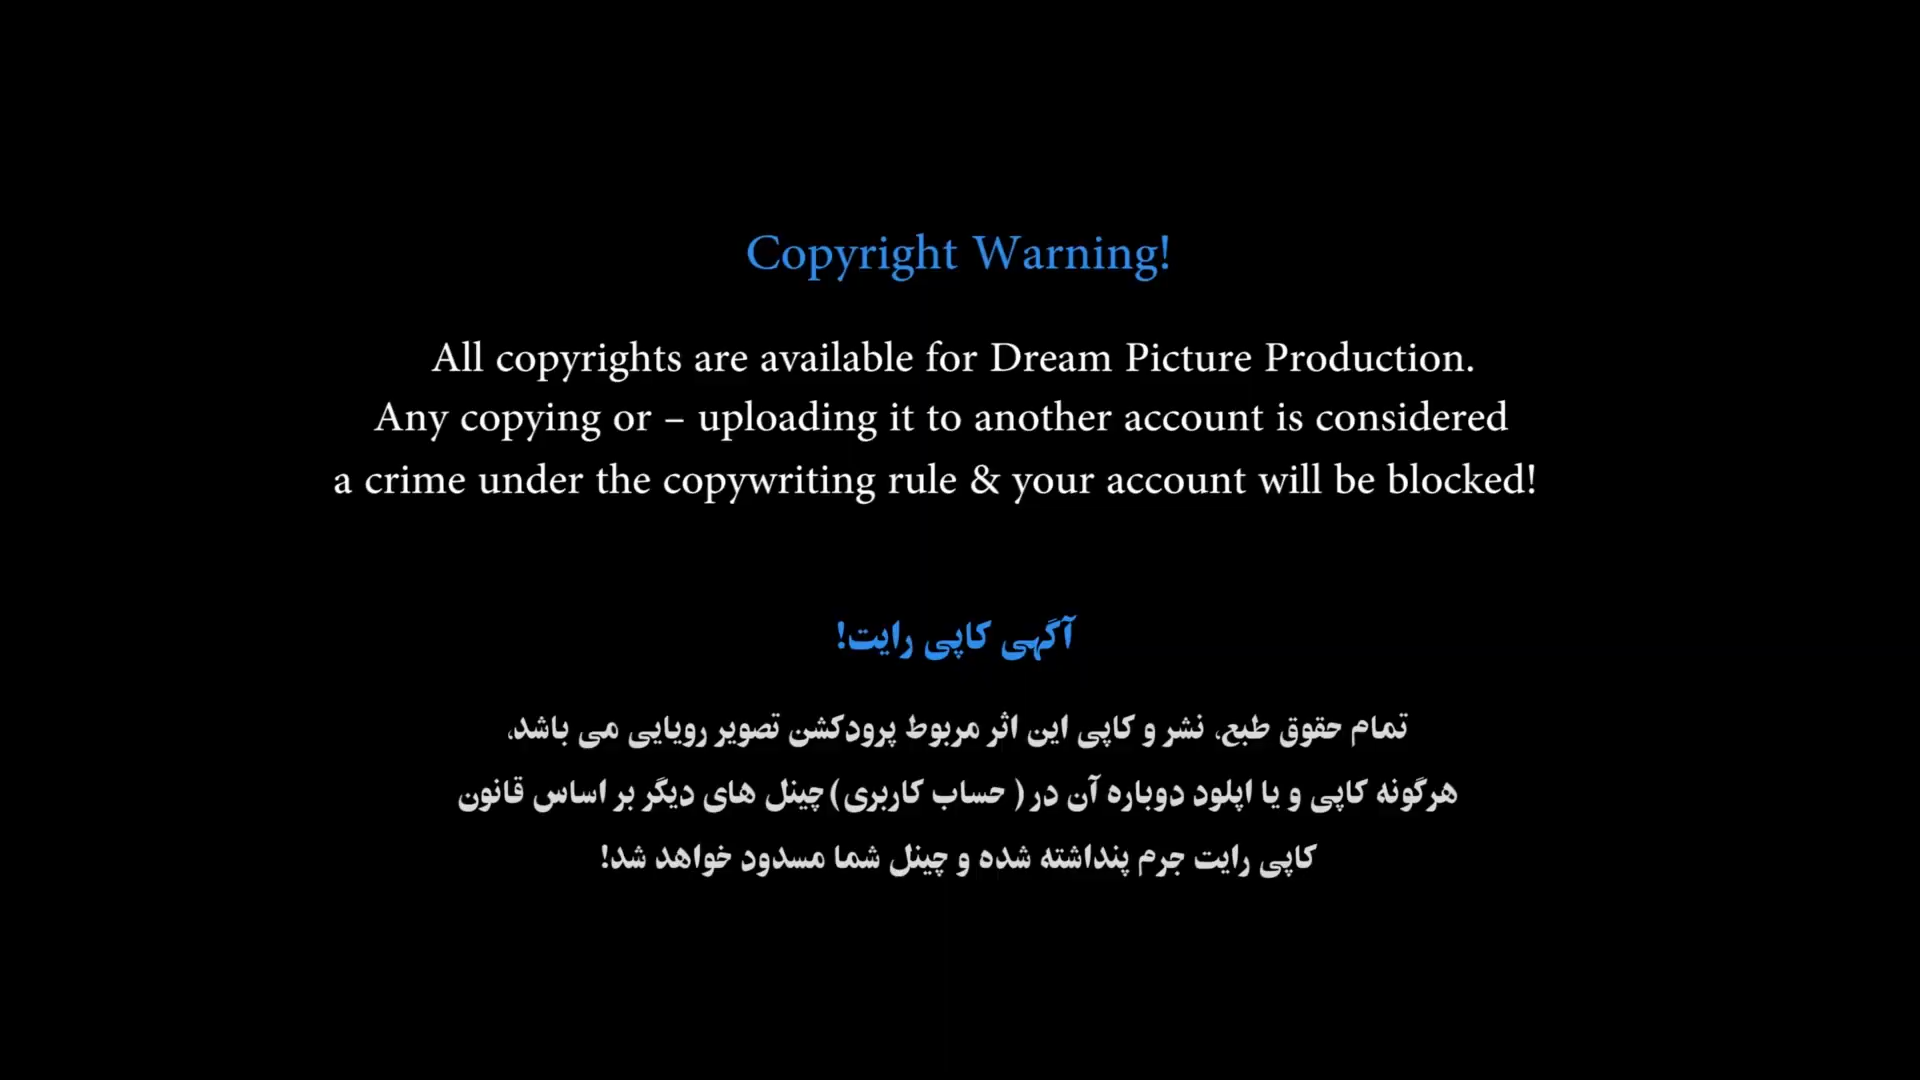 Copyright Warning!
All copyrights are available for Dream Picture Production.
Any copying or – uploading it to another account is considered
a crime under the copywriting rule & your account will be blocked!
آگهی کاپی رایت!
تمام حقوق طبع، نشر و کاپی این اثر مربوط پرودکشن تصویر رویایی می باشد،
هرگونه کاپی و یا اپلود دوباره آن در ( حساب کاربری) چینل های دیگر بر اساس قانون
کاپی رایت جرم پنداشته شده و چینل شما مسدود خواهد شد!